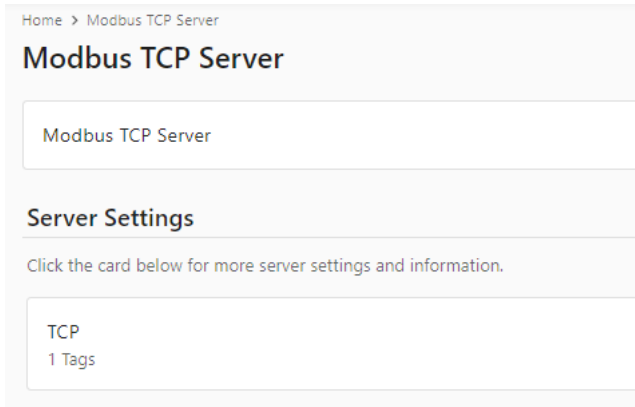 Home > Modbus TCP Server
Modbus TCP Server
Modbus TCP Server
Server Settings
Click the card below for more server settings and information.
TCP
1 Tags